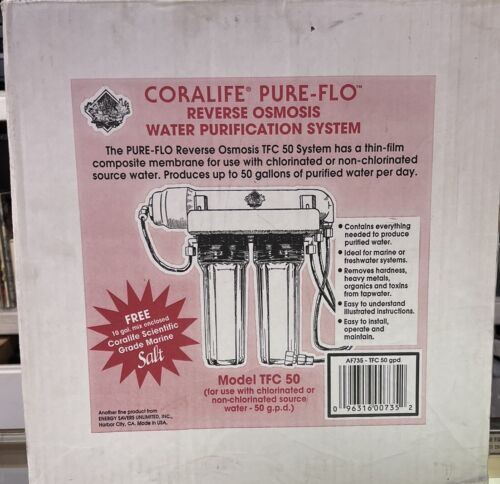 CORALIFE® PURE-FLO™
REVERSE OSMOSIS
WATER PURIFICATION SYSTEM
The PURE-FLO Reverse Osmosis TFC 50 System has a thin-film
composite membrane for use with chlorinated or non-chlorinated
source water. Produces up to 50 gallons of purified water per day.
• Contains everything
needed to produce
purified water.
• Ideal for marine or
freshwater systems.
• Removes hardness,
heavy metals,
organics and toxins
from tapwater.
• Easy to understand
illustrated instructions.
• Easy to install,
operate and
maintain.
FREE
10 gal. mix enclosed
Coralife Scientific
Grade Marine
Salt
Model TFC 50
(for use with chlorinated or
non-chlorinated source
water - 50 g.p.d.)
AF735 - TFC 50 gpd
0 96316 00735 2
Another fine product from
ENERGY SAVERS UNLIMITED, INC.,
Harbor City, CA. Made in USA.